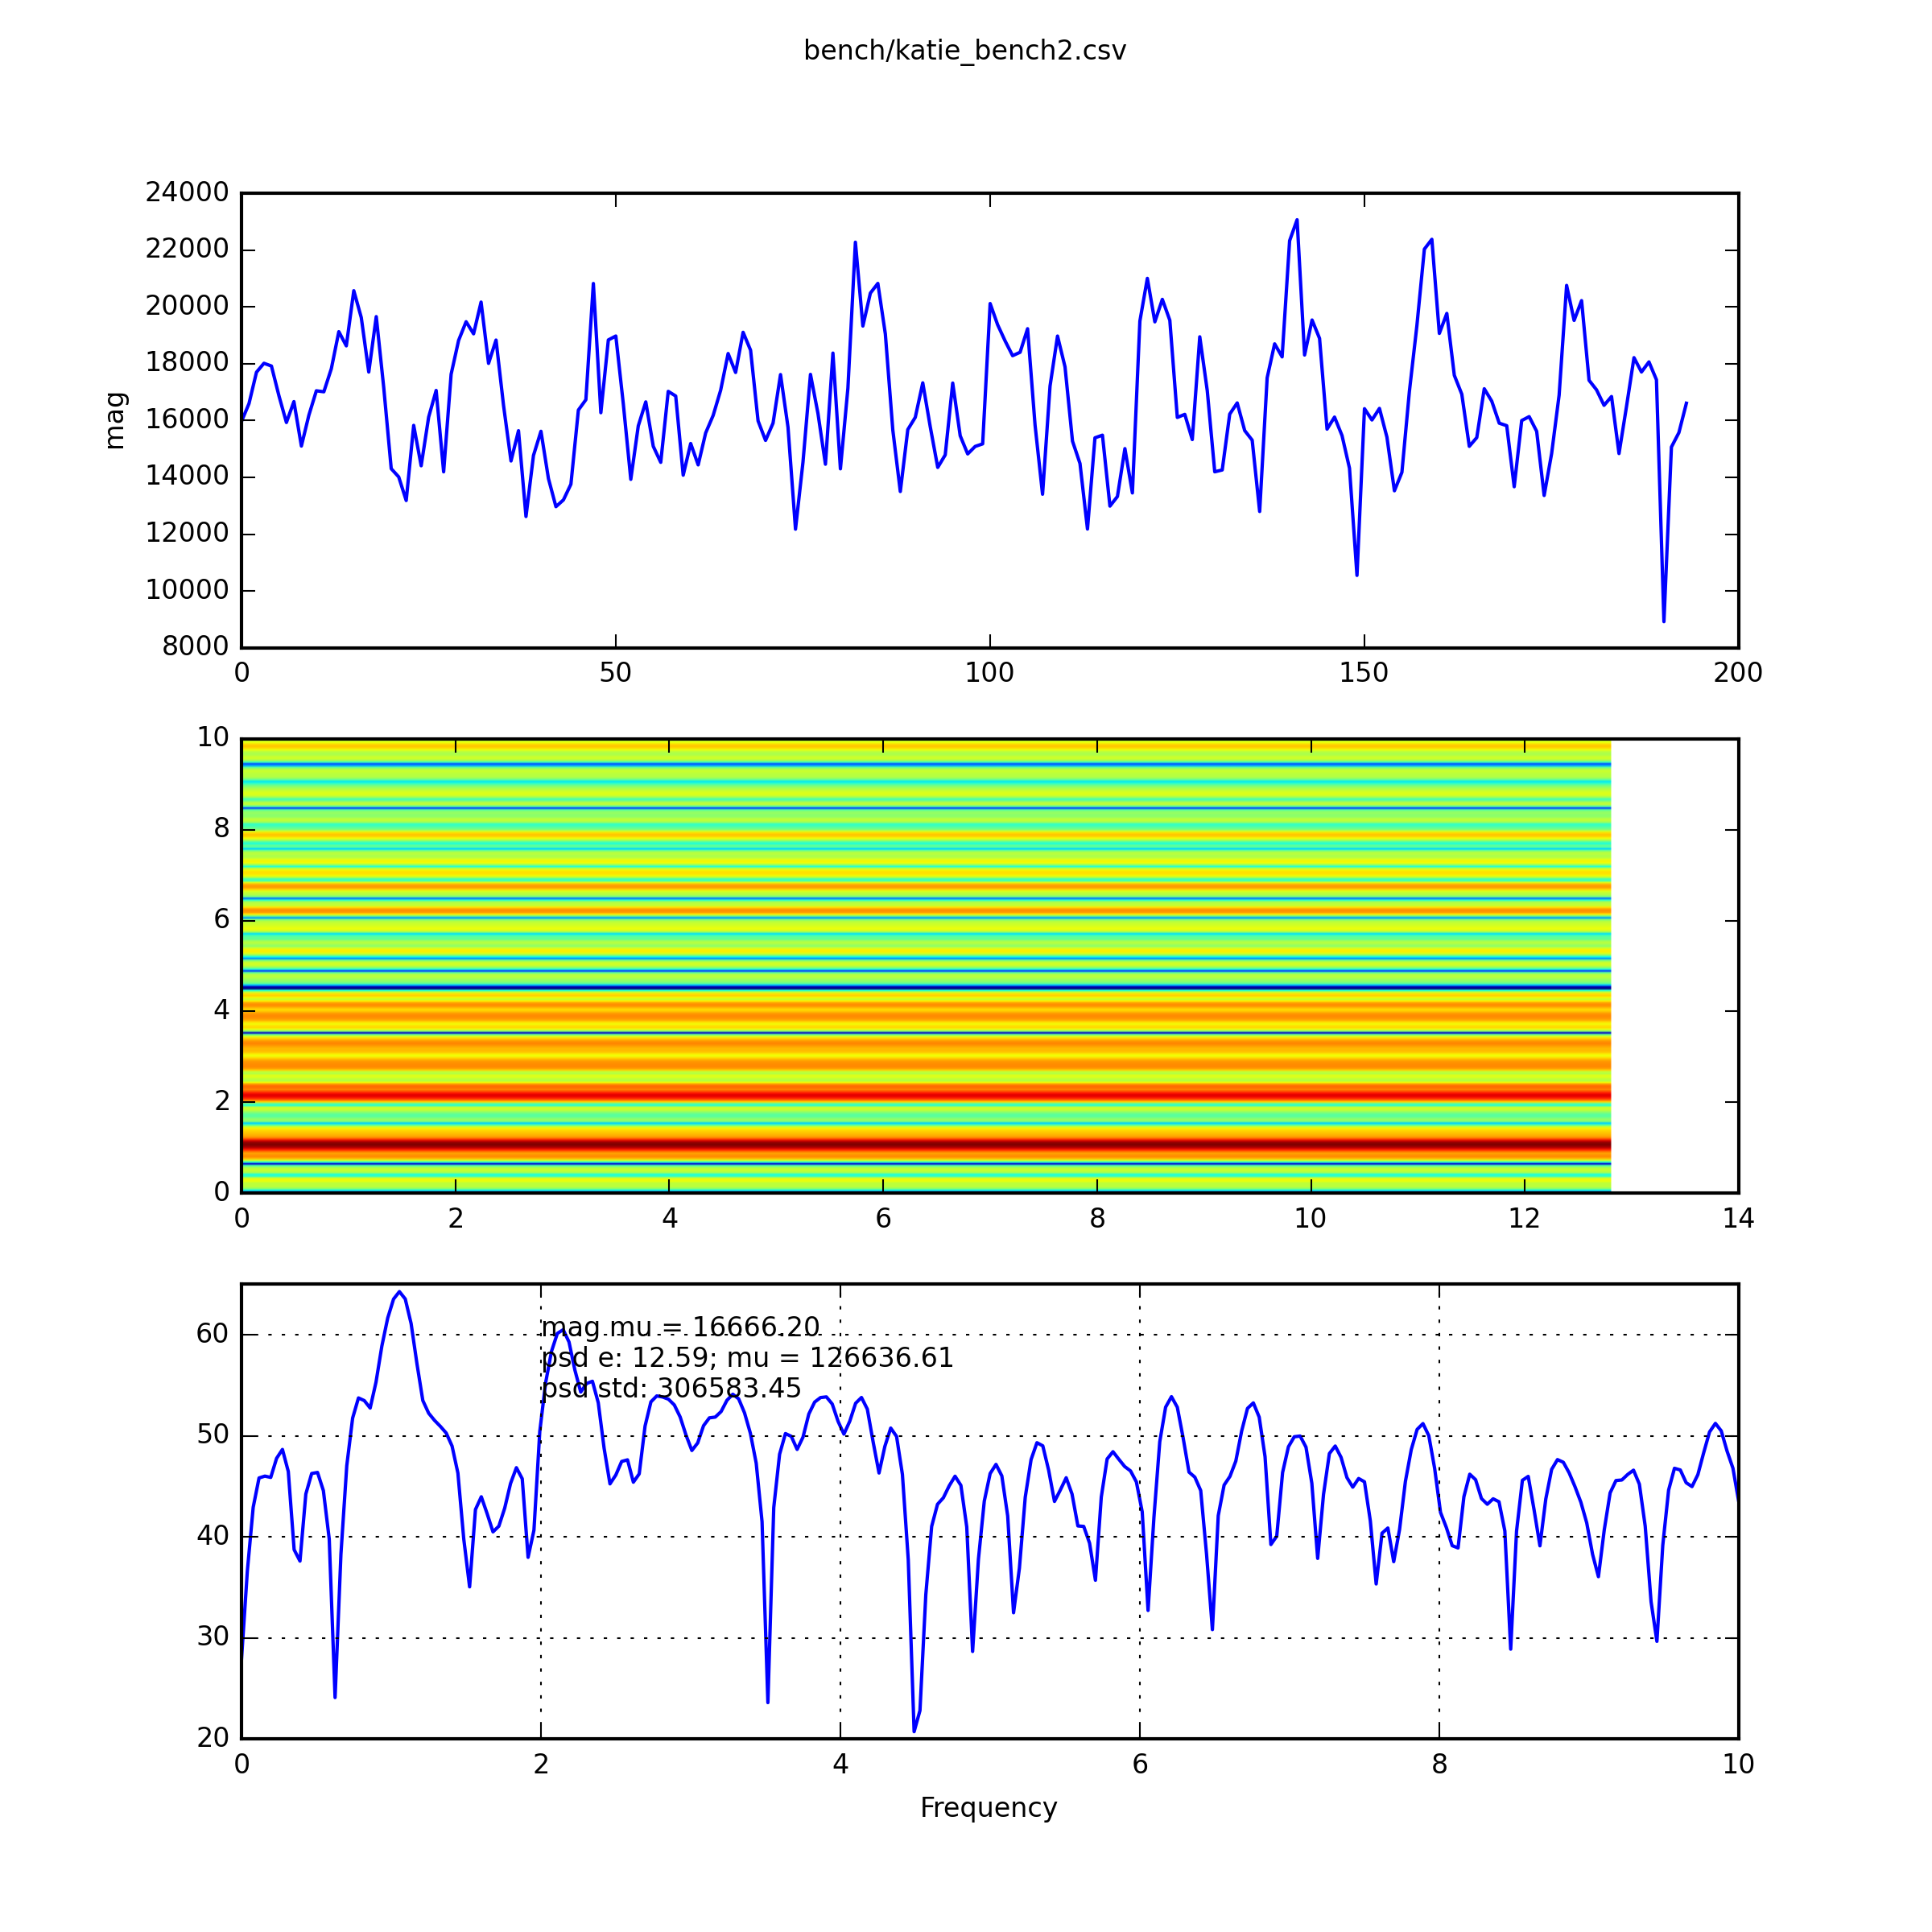 bench/katie_bench2.csv
24000
22000
20000
18000
16000
14000
12000
10000
8000
mag
0 50 100 150 200
10
8
6
4
2
0
0 2 4 6 8 10 12 14
60
50
40
30
20
mag mu = 16666.20
psd e: 12.59; mu = 126636.61
psd std: 306583.45
0 2 4 6 8 10
Frequency